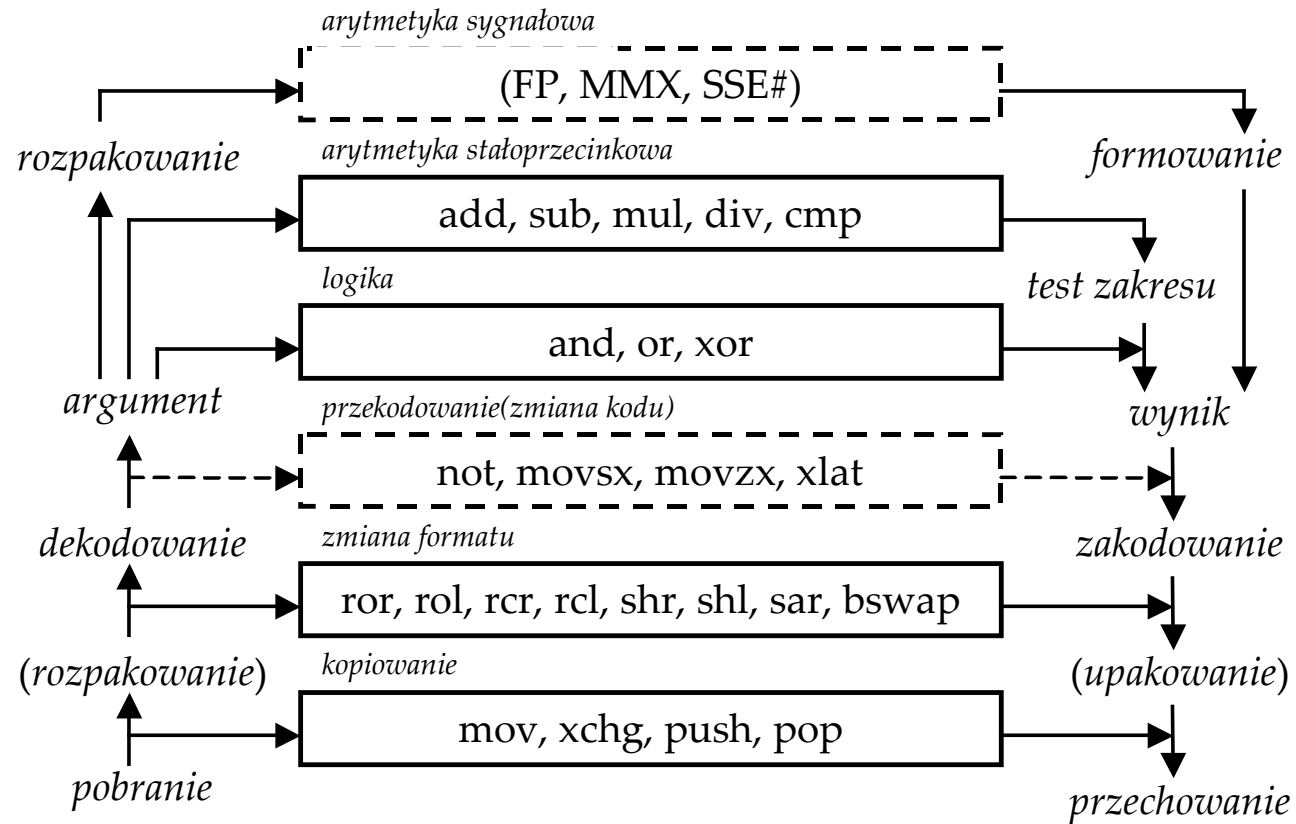 arytmetyka sygnałowa
(FP, MMX, SSE#)
rozpakowanie
arytmetyka stałoprzecinkowa
formowanie
add, sub, mul, div, cmp
logika
test zakresu
and, or, xor
argument
przekodowanie(zmiana kodu)
wynik
not, movsx, movzx, xlat
dekodowanie
zmiana formatu
zakodowanie
ror, rol, rcr, rcl, shr, shl, sar, bswap
(rozpakowanie)
kopiowanie
(upakowanie)
mov, xchg, push, pop
pobranie
przechowanie